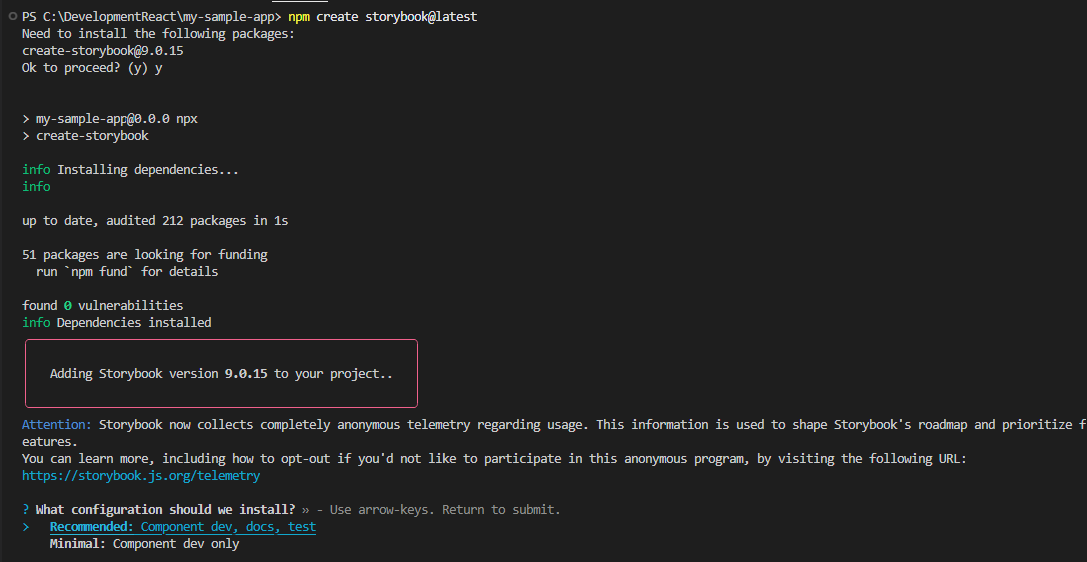 PS C:\DevelopmentReact\my-sample-app> npm create storybook@latest
Need to install the following packages:
create-storybook@9.0.15
Ok to proceed? (y) y
> my-sample-app@0.0.0 npx
> create-storybook
info Installing dependencies...
info
up to date, audited 212 packages in 1s
51 packages are looking for funding
  run `npm fund` for details
found 0 vulnerabilities
info Dependencies installed
Adding Storybook version 9.0.15 to your project..
Attention: Storybook now collects completely anonymous telemetry regarding usage. This information is used to shape Storybook's roadmap and prioritize f
eatures.
You can learn more, including how to opt-out if you'd not like to participate in this anonymous program, by visiting the following URL:
https://storybook.js.org/telemetry
? What configuration should we install? » - Use arrow-keys. Return to submit.
>   Recommended: Component dev, docs, test
    Minimal: Component dev only